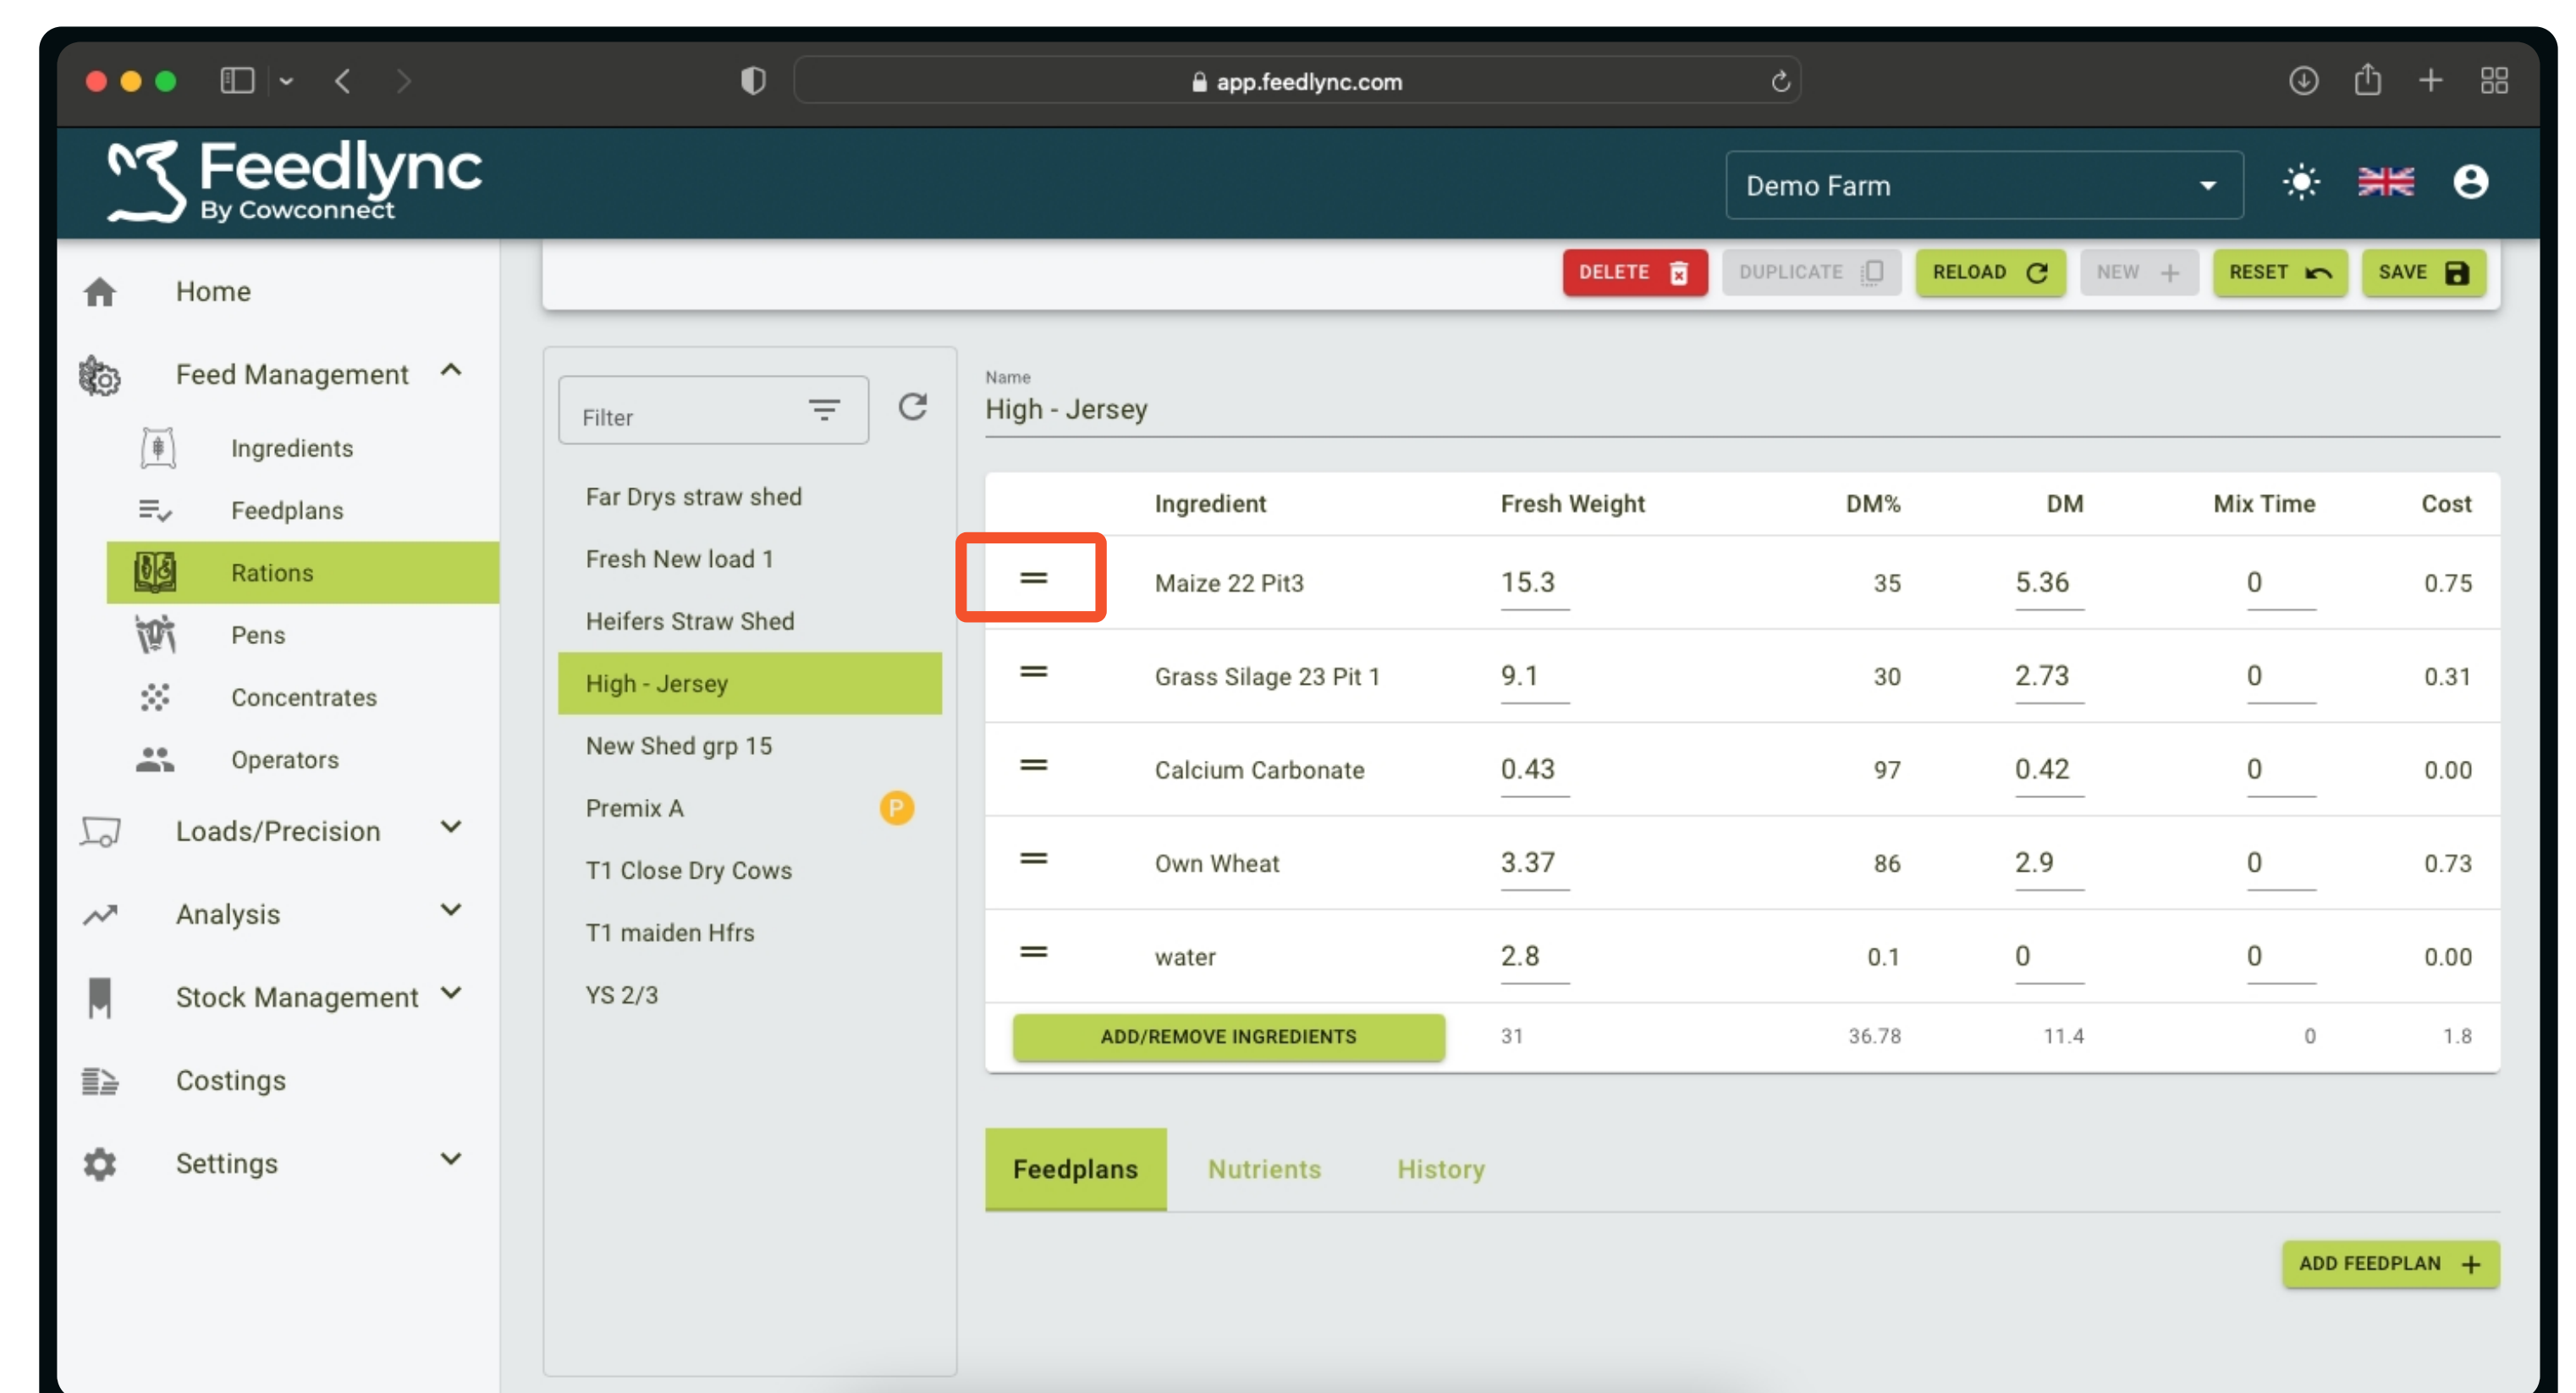 app.feedlync.com
Feedlync
By Cowconnect
Demo Farm
DELETE
DUPLICATE
RELOAD
NEW
RESET
SAVE
Home
Feed Management
Ingredients
Feedplans
Rations
Pens
Concentrates
Operators
Loads/Precision
Analysis
Stock Management
Costings
Settings
Filter
Far Drys straw shed
Fresh New load 1
Heifers Straw Shed
High - Jersey
New Shed grp 15
Premix A P
T1 Close Dry Cows
T1 maiden Hfrs
YS 2/3
Name
High - Jersey
Ingredient Fresh Weight DM% DM Mix Time Cost
Maize 22 Pit3 15.3 35 5.36 0 0.75
Grass Silage 23 Pit 1 9.1 30 2.73 0 0.31
Calcium Carbonate 0.43 97 0.42 0 0.00
Own Wheat 3.37 86 2.9 0 0.73
water 2.8 0.1 0 0 0.00
ADD/REMOVE INGREDIENTS 31 36.78 11.4 0 1.8
Feedplans Nutrients History
ADD FEEDPLAN +